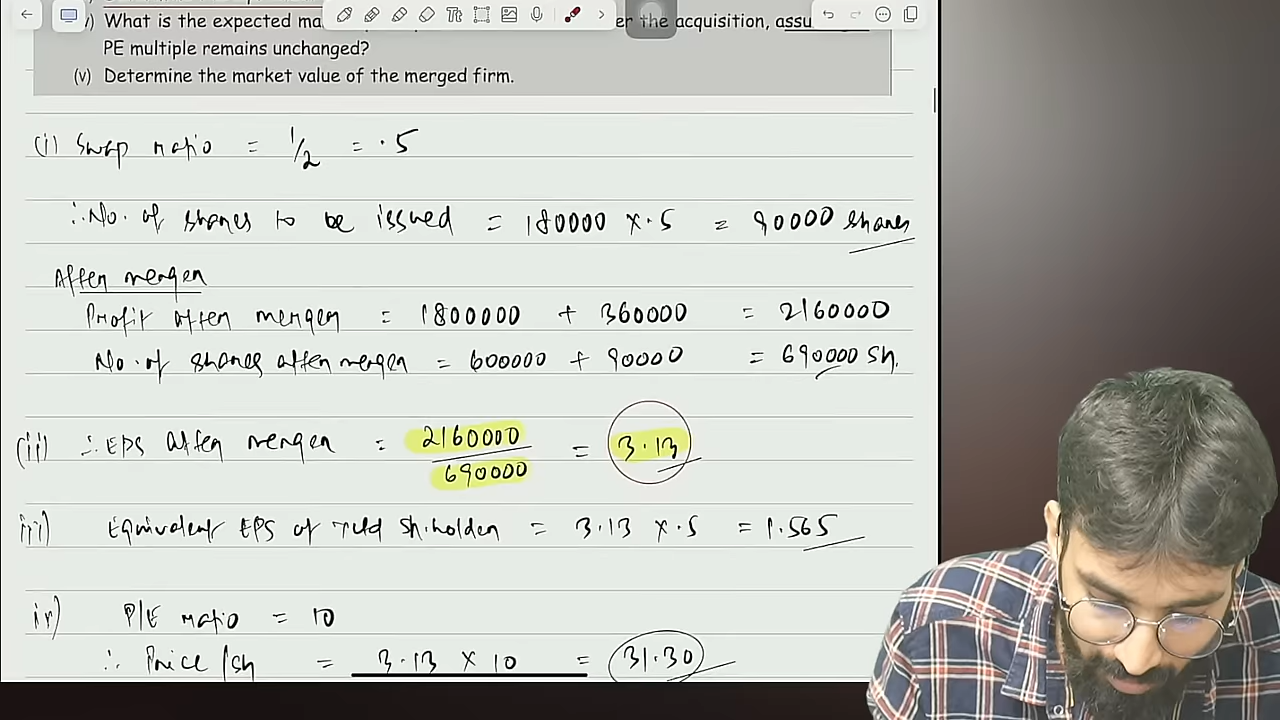 ) What is the expected ma er the acquisition, assu
PE multiple remains unchanged?
(v) Determine the market value of the merged firm.
(i) Swap ratio = 1/2 = .5
∴ No. of shares to be issued = 180000 x .5 = 90000 shares
After merger
Profit after merger = 1800000 + 360000 = 2160000
No. of shares after merger = 600000 + 90000 = 690000 sh.
(ii) ∴ EPS after merger = 2160000 / 690000 = 3.13
iii) Equivalent EPS of sh.holder = 3.13 x .5 = 1.565
iv) P/E ratio = 10
∴ Price/sh = 3.13 x 10 = 31.30